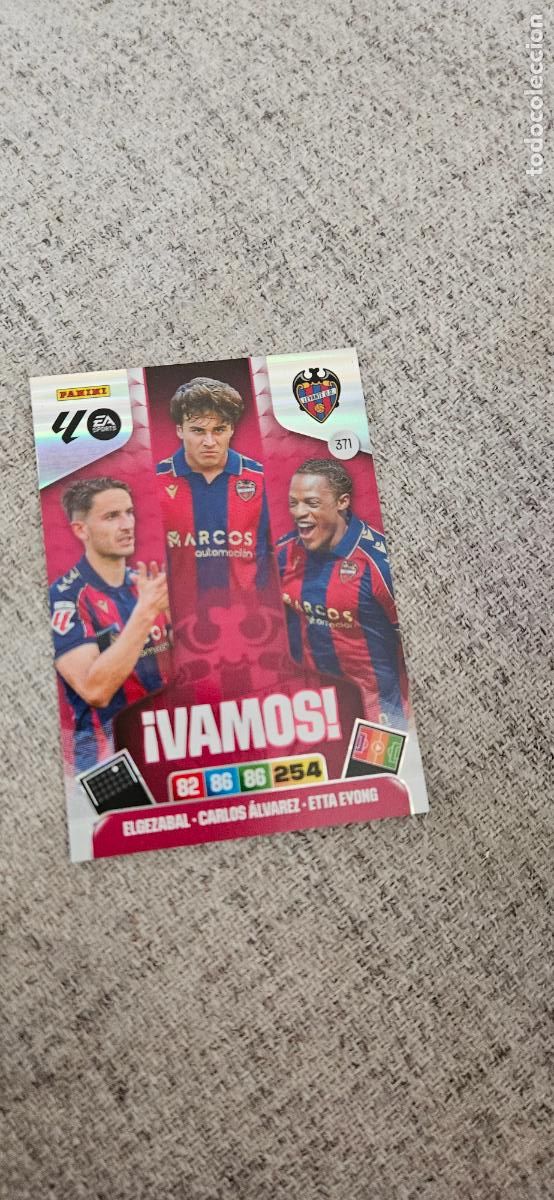 todocoleccion
PANINI
EA SPORTS
LEVANTE U.D.
371
MARCOS
automoción
MARCOS
automoción
¡VAMOS!
82 86 86 254
ELGEZABAL · CARLOS ÁLVAREZ · ETTA EYONG